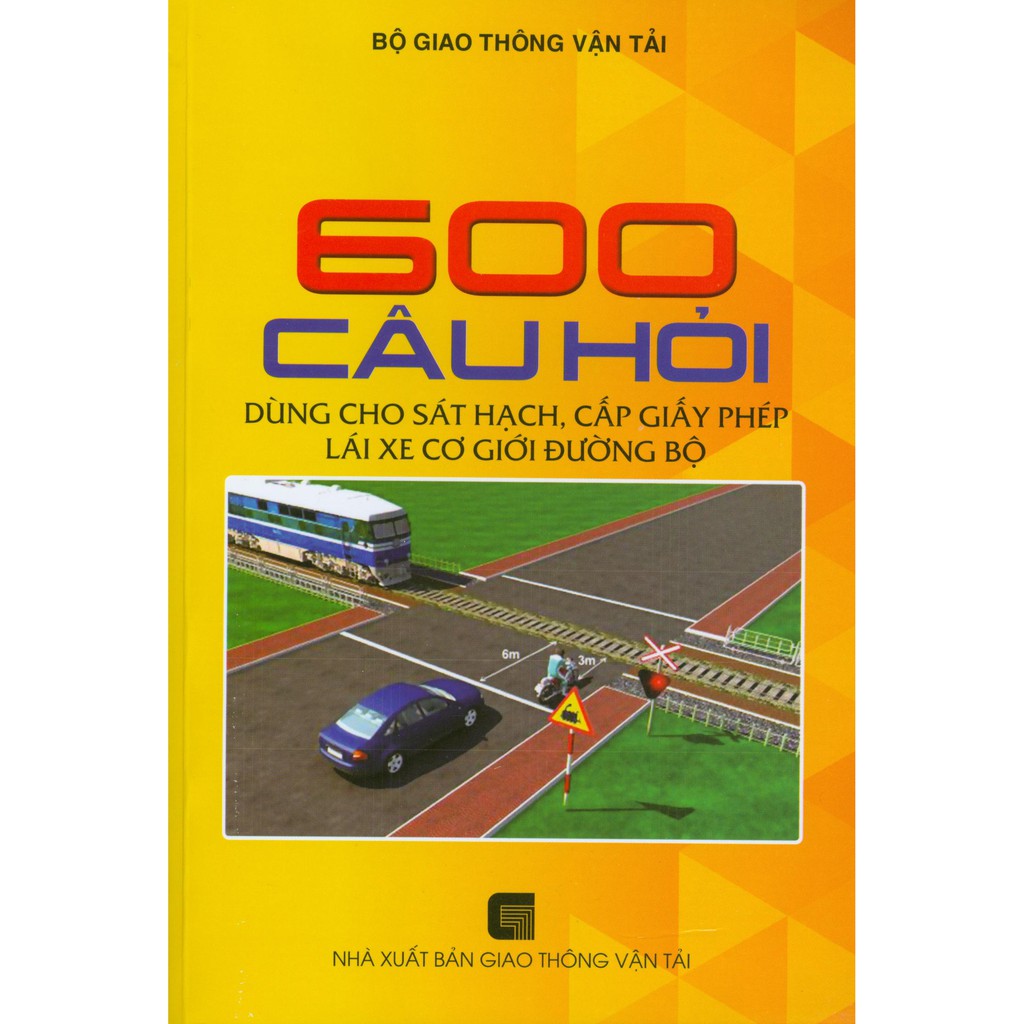 BỘ GIAO THÔNG VẬN TẢI
600
CÂU HỎI
DÙNG CHO SÁT HẠCH, CẤP GIẤY PHÉP
LÁI XE CƠ GIỚI ĐƯỜNG BỘ
6m
3m
NHÀ XUẤT BẢN GIAO THÔNG VẬN TẢI